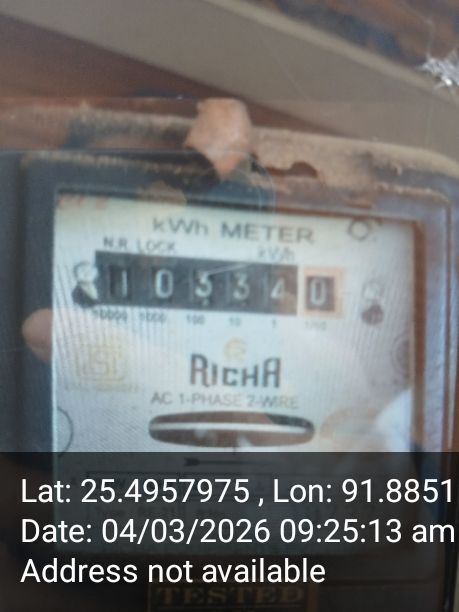 kWh METER
N.R. LOCK kWh
1 0 3 3 4 0
10000 1000 100 10 1 1/10
RICHA
AC 1-PHASE 2-WIRE
Lat: 25.4957975 , Lon: 91.8851
Date: 04/03/2026 09:25:13 am
Address not available
TESTED